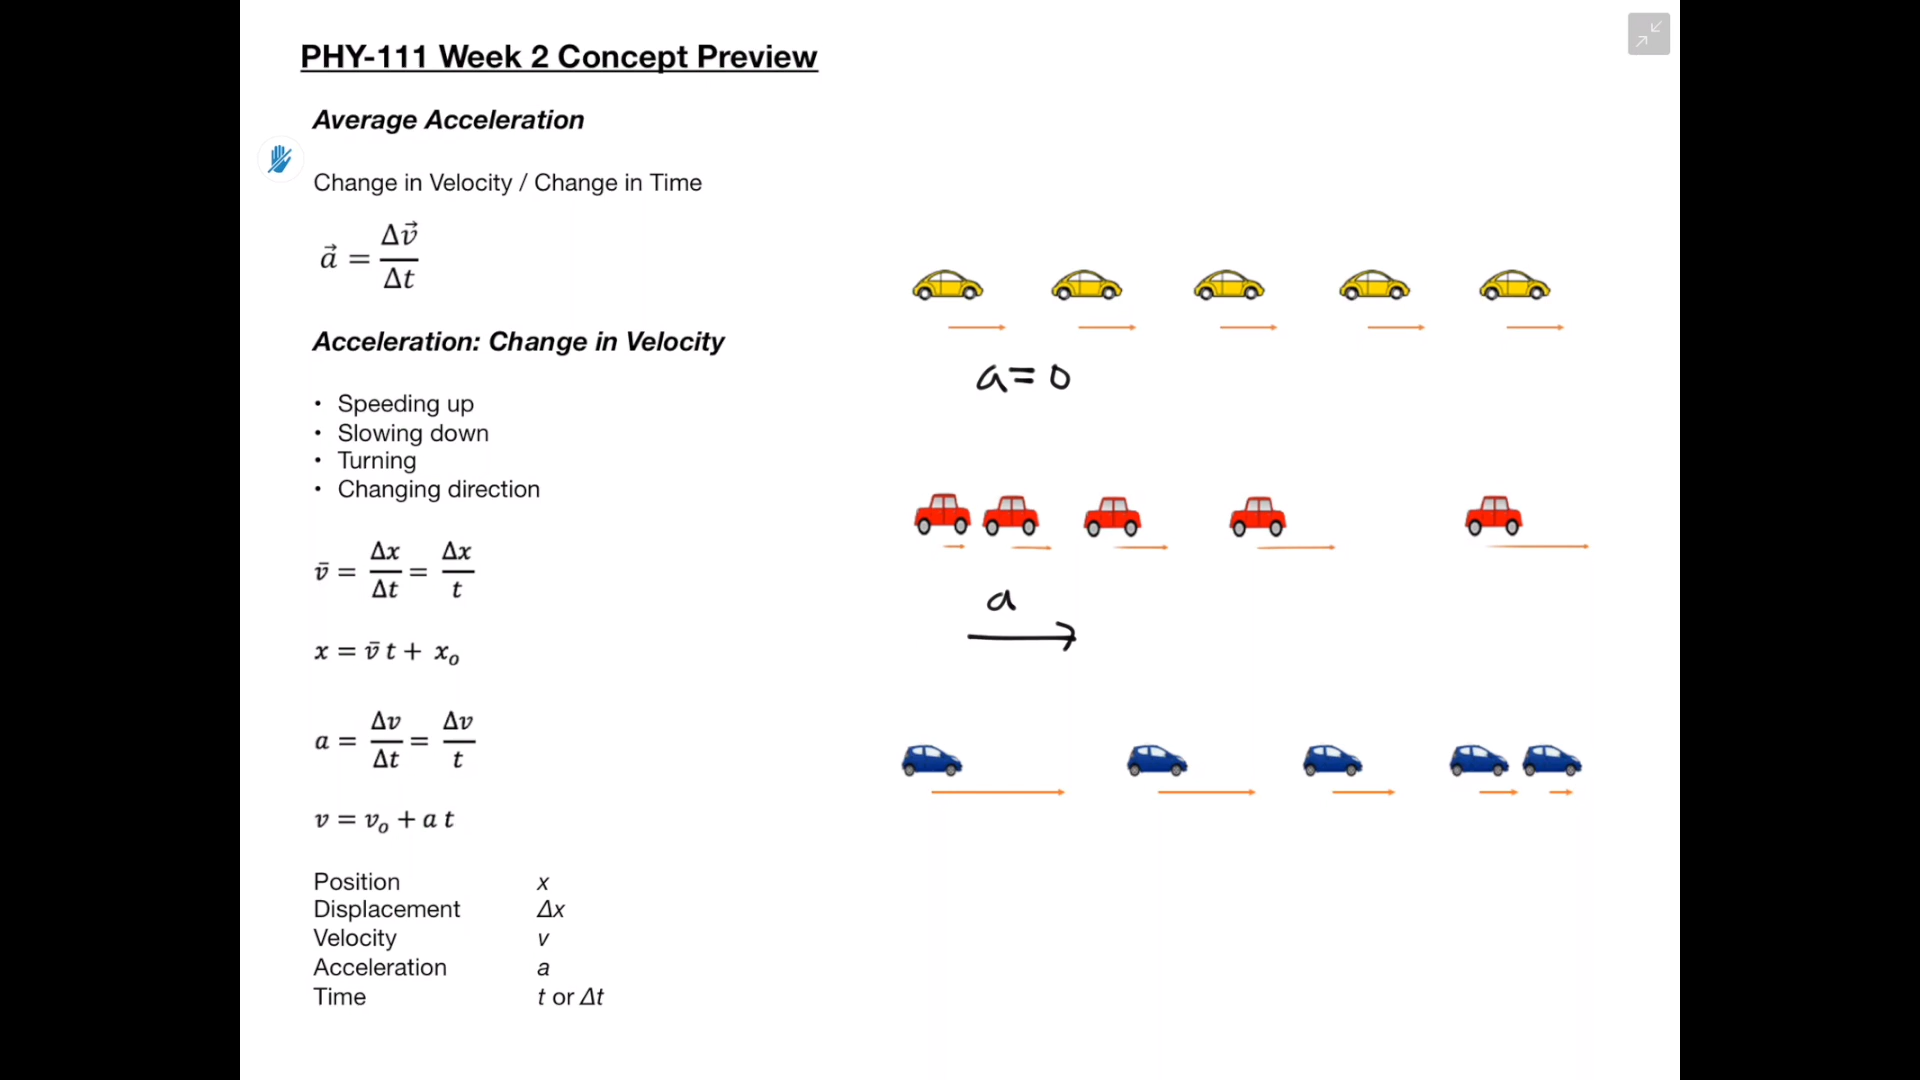 PHY-111 Week 2 Concept Preview
Average Acceleration
Change in Velocity / Change in Time
a⃗ = Δv⃗ / Δt
Acceleration: Change in Velocity
• Speeding up
• Slowing down
• Turning
• Changing direction
v̄ = Δx / Δt = Δx / t
x = v̄ t + x₀
a = Δv / Δt = Δv / t
v = v₀ + a t
Position x
Displacement Δx
Velocity v
Acceleration a
Time t or Δt
a = 0
a